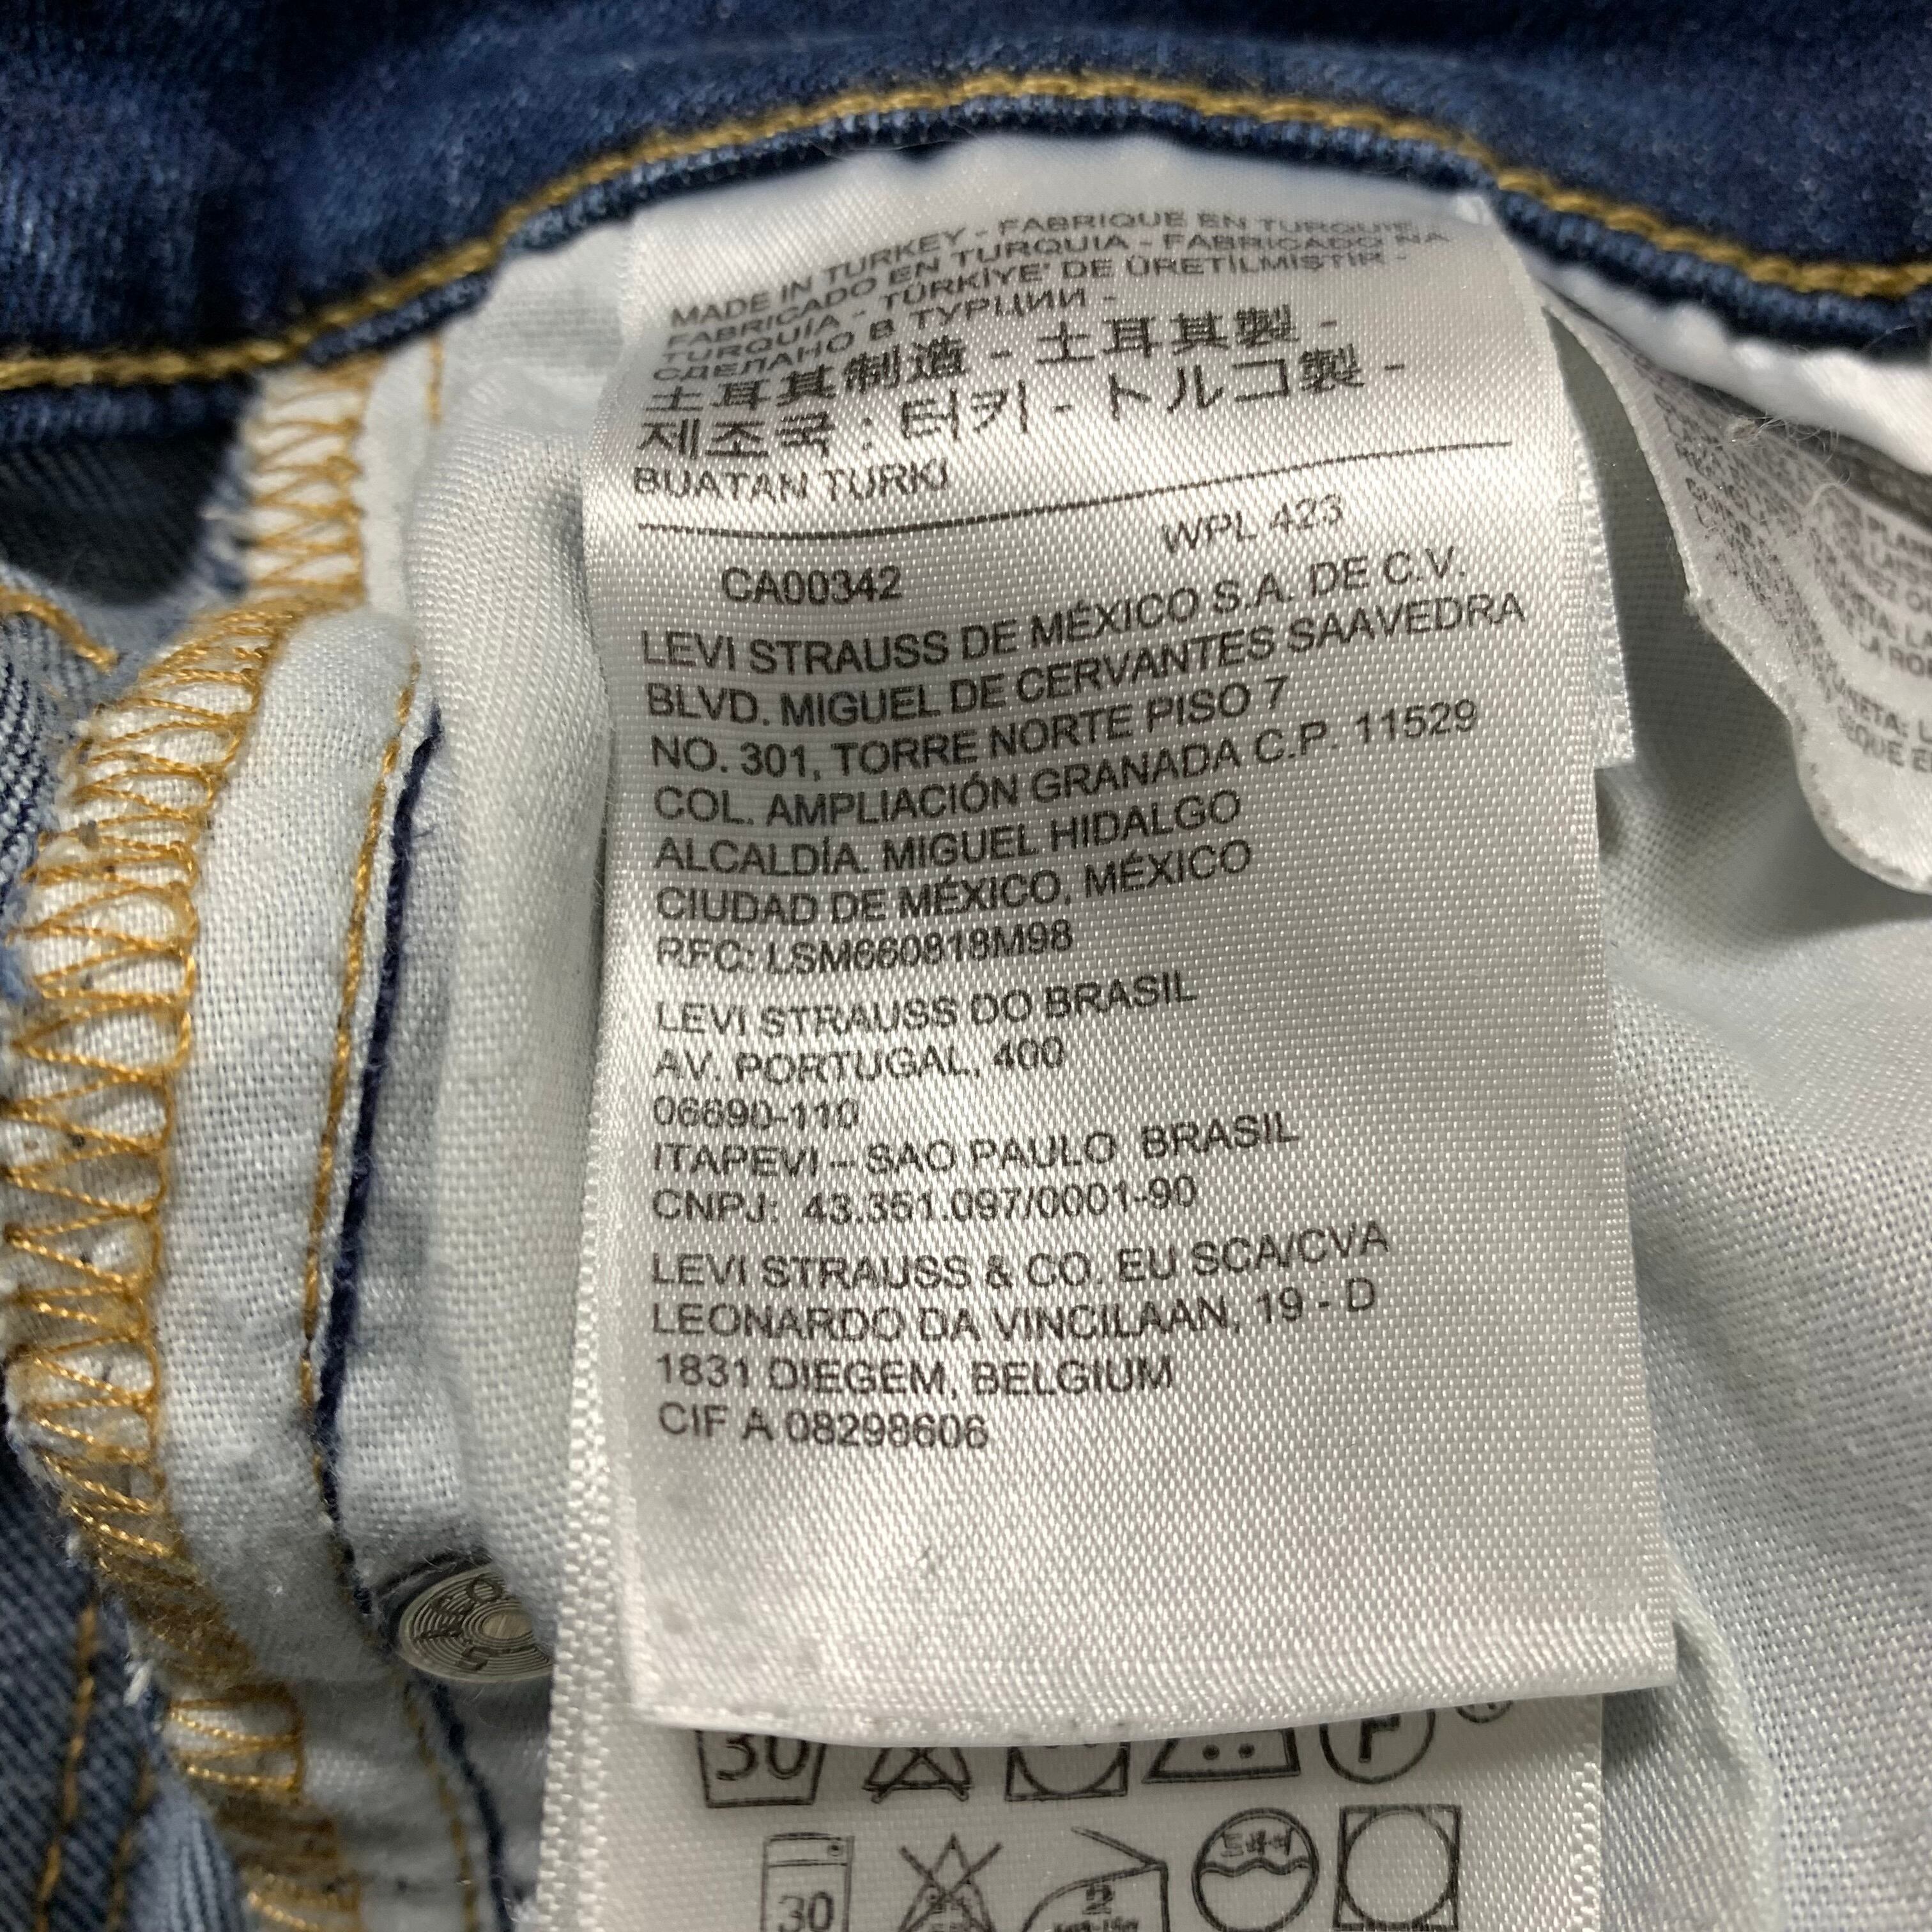 MADE IN TURKEY - FABRIQUE EN TURQUIE
FABRICADO EN TURQUIA - FABRICADO NA
TURQUÍA - TÜRKİYE' DE ÜRETİLMİŞTİR -
СДЕЛАНО В ТУРЦИИ -
土耳其制造 - 土耳其製 -
제조국 : 터키 - トルコ製 -
BUATAN TURKI
CA00342 WPL 423
LEVI STRAUSS DE MÉXICO S.A. DE C.V.
BLVD. MIGUEL DE CERVANTES SAAVEDRA
NO. 301, TORRE NORTE PISO 7
COL. AMPLIACIÓN GRANADA C.P. 11529
ALCALDÍA. MIGUEL HIDALGO
CIUDAD DE MÉXICO, MÉXICO
RFC: LSM660818M98
LEVI STRAUSS DO BRASIL
AV. PORTUGAL, 400
06690-110
ITAPEVI – SAO PAULO BRASIL
CNPJ: 43.351.097/0001-90
LEVI STRAUSS & CO. EU SCA/CVA
LEONARDO DA VINCILAAN, 19 - D
1831 DIEGEM, BELGIUM
CIF A 08298606
30 F
드라이
30 2